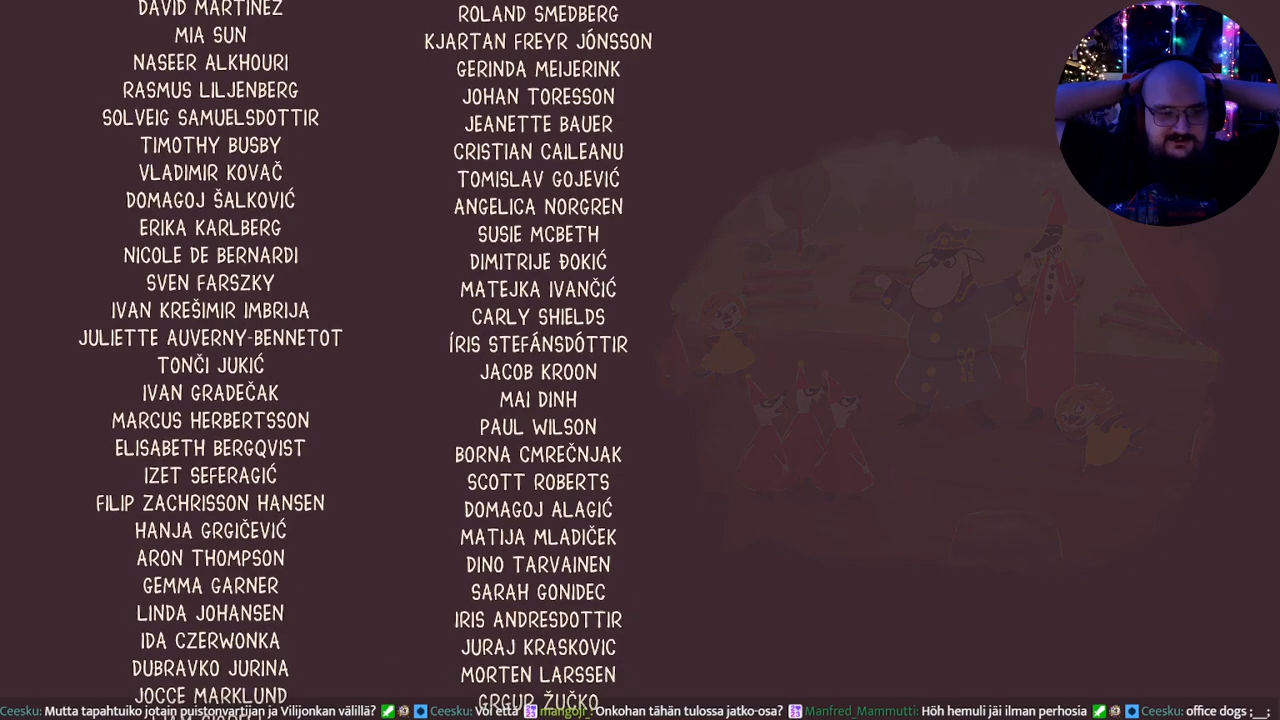 DAVID MARTINEZ
MIA SUN
NASEER ALKHOURI
RASMUS LILJENBERG
SOLVEIG SAMUELSDOTTIR
TIMOTHY BUSBY
VLADIMIR KOVAČ
DOMAGOJ ŠALKOVIĆ
ERIKA KARLBERG
NICOLE DE BERNARDI
SVEN FARSZKY
IVAN KREŠIMIR IMBRIJA
JULIETTE AUVERNY-BENNETOT
TONČI JUKIĆ
IVAN GRADEČAK
MARCUS HERBERTSSON
ELISABETH BERGQVIST
IZET SEFERAGIĆ
FILIP ZACHRISSON HANSEN
HANJA GRGIČEVIĆ
ARON THOMPSON
GEMMA GARNER
LINDA JOHANSEN
IDA CZERWONKA
DUBRAVKO JURINA
JOCCE MARKLUND
ROLAND SMEDBERG
KJARTAN FREYR JÓNSSON
GERINDA MEIJERINK
JOHAN TORESSON
JEANETTE BAUER
CRISTIAN CAILEANU
TOMISLAV GOJEVIĆ
ANGELICA NORGREN
SUSIE MCBETH
DIMITRIJE ĐOKIĆ
MATEJKA IVANČIĆ
CARLY SHIELDS
ÍRIS STEFÁNSDÓTTIR
JACOB KROON
MAI DINH
PAUL WILSON
BORNA CMREČNJAK
SCOTT ROBERTS
DOMAGOJ ALAGIĆ
MATIJA MLADIČEK
DINO TARVAINEN
SARAH GONIDEC
IRIS ANDRESDOTTIR
JURAJ KRASKOVIC
MORTEN LARSSEN
GRGUR ŽUČKO
Ceesku: Mutta tapahtuiko jotain puistonvartijan ja Vilijonkan välillä? Ceesku: Voi että mangoji_: Onkohan tähän tulossa jatko-osa? Manfred_Mammutti: Höh hemuli jäi ilman perhosia Ceesku: office dogs ;__;